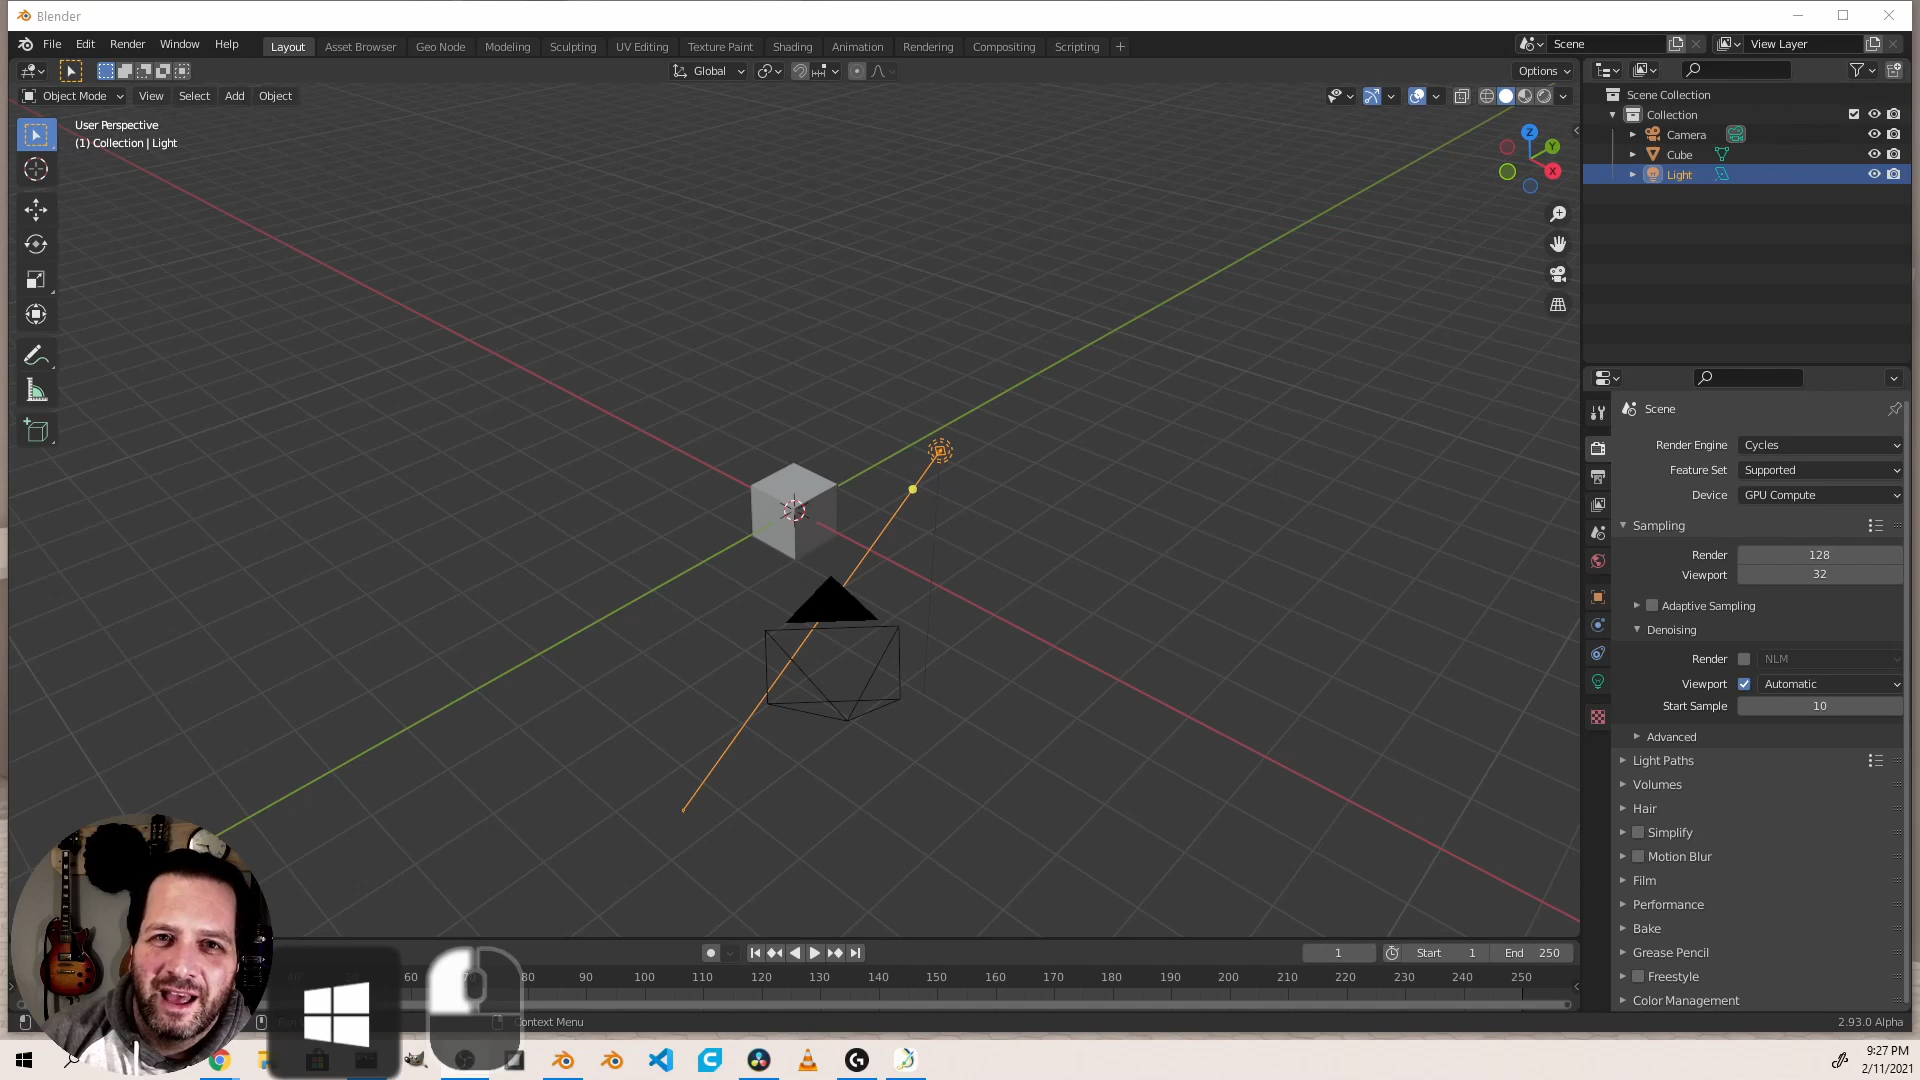 Blender
File Edit Render Window Help Layout Asset Browser Geo Node Modeling Sculpting UV Editing Texture Paint Shading Animation Rendering Compositing Scripting +
Scene View Layer
Global Options
Object Mode View Select Add Object
User Perspective
(1) Collection | Light
Z
Y
X
Scene Collection
Collection
Camera
Cube
Light
Scene
Render Engine Cycles
Feature Set Supported
Device GPU Compute
Sampling
Render 128
Viewport 32
Adaptive Sampling
Denoising
Render NLM
Viewport Automatic
Start Sample 10
Advanced
Light Paths
Volumes
Hair
Simplify
Motion Blur
Film
Performance
Bake
Grease Pencil
Freestyle
Color Management
1 Start 1 End 250
60 80 90 100 110 120 130 140 150 160 170 180 190 200 210 220 230 240 250
Context Menu
2.93.0 Alpha
9:27 PM
2/11/2021